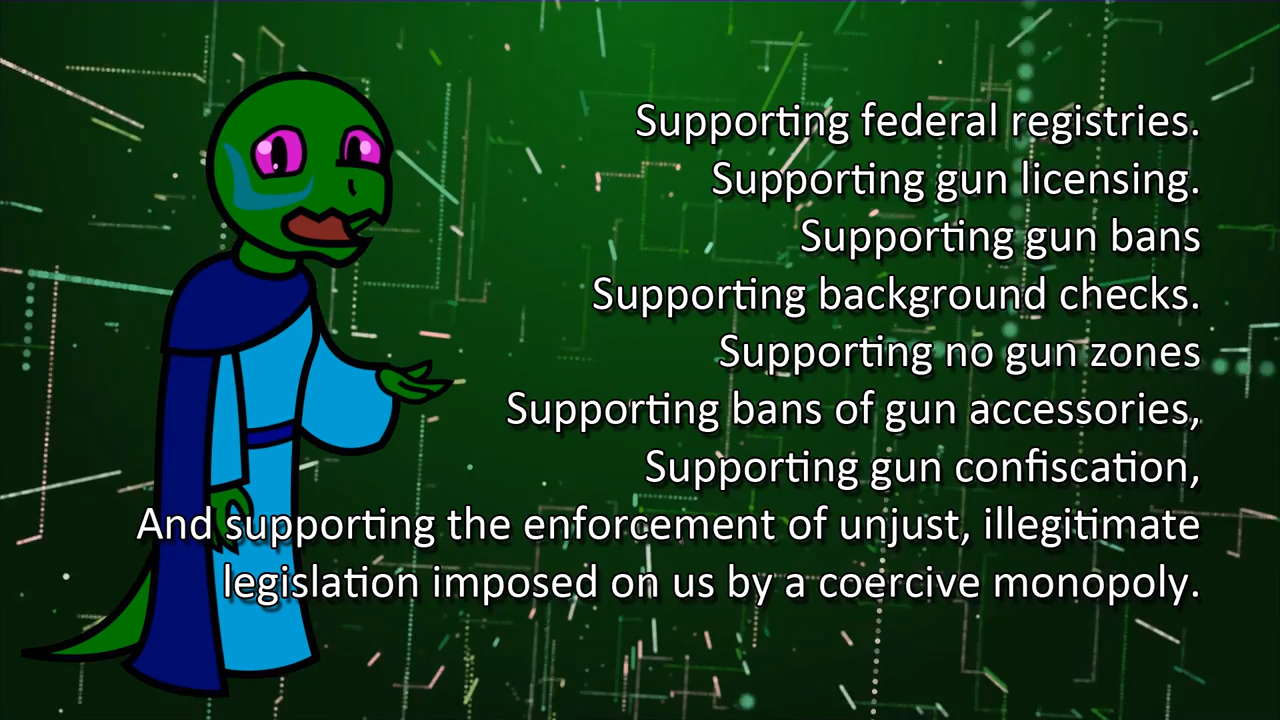 Supporting federal registries.
Supporting gun licensing.
Supporting gun bans
Supporting background checks.
Supporting no gun zones
Supporting bans of gun accessories,
Supporting gun confiscation,
And supporting the enforcement of unjust, illegitimate
legislation imposed on us by a coercive monopoly.